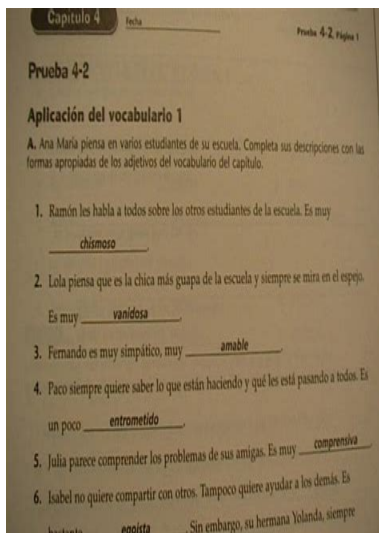 Capítulo 4
Fecha
Prueba 4-2, Página 1
Prueba 4-2
Aplicación del vocabulario 1
A. Ana María piensa en varios estudiantes de su escuela. Completa sus descripciones con las
formas apropiadas de los adjetivos del vocabulario del capítulo.
1. Ramón les habla a todos sobre los otros estudiantes de la escuela. Es muy
chismoso.
2. Lola piensa que es la chica más guapa de la escuela y siempre se mira en el espejo.
Es muy vanidosa.
3. Fernando es muy simpático, muy amable.
4. Paco siempre quiere saber lo que están haciendo y qué les está pasando a todos. Es
un poco entrometido.
5. Julia parece comprender los problemas de sus amigas. Es muy comprensiva.
6. Isabel no quiere compartir con otros. Tampoco quiere ayudar a los demás. Es
egoísta. Sin embargo, su hermana Yolanda, siempre